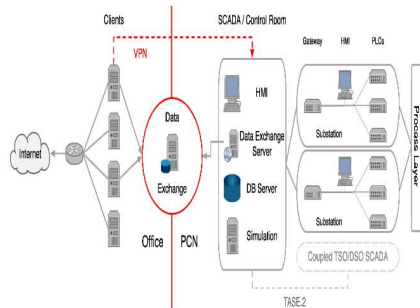 Clients
SCADA / Control Room
Gateway
HMI
PLCs
VPN
HMI
Data
Exchange
Data Exchange
Server
DB Server
Simulation
Internet
Office
PCN
Substation
HMI
Substation
Process Layer
Coupled TSO/DSO SCADA
TASE.2